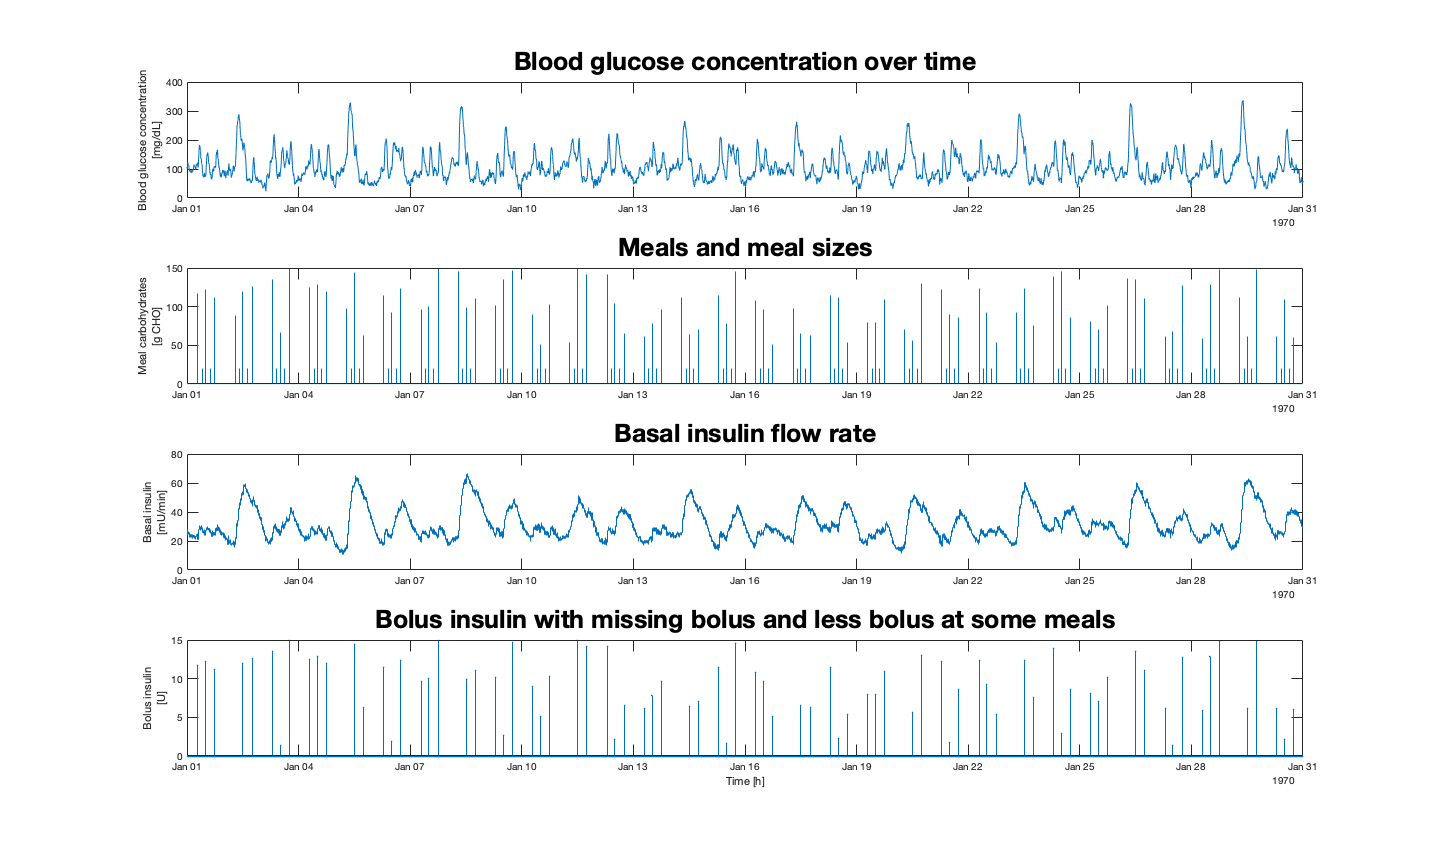 Blood glucose concentration over time
Blood glucose concentration
[mg/dL]
400
300
200
100
0
Jan 01 Jan 04 Jan 07 Jan 10 Jan 13 Jan 16 Jan 19 Jan 22 Jan 25 Jan 28 Jan 31
1970
Meals and meal sizes
Meal carbohydrates
[g CHO]
150
100
50
0
Jan 01 Jan 04 Jan 07 Jan 10 Jan 13 Jan 16 Jan 19 Jan 22 Jan 25 Jan 28 Jan 31
1970
Basal insulin flow rate
Basal insulin
[mU/min]
80
60
40
20
0
Jan 01 Jan 04 Jan 07 Jan 10 Jan 13 Jan 16 Jan 19 Jan 22 Jan 25 Jan 28 Jan 31
1970
Bolus insulin with missing bolus and less bolus at some meals
Bolus insulin
[U]
15
10
5
0
Jan 01 Jan 04 Jan 07 Jan 10 Jan 13 Jan 16 Jan 19 Jan 22 Jan 25 Jan 28 Jan 31
Time [h]
1970